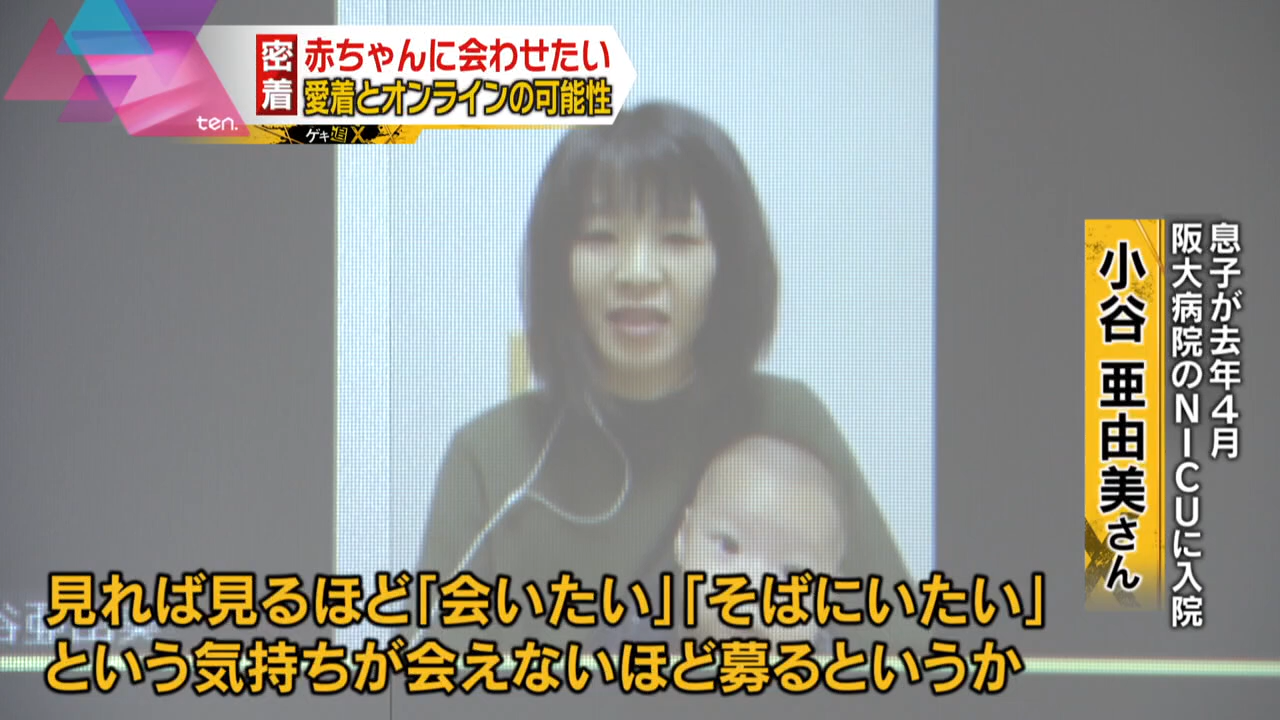 密着
赤ちゃんに会わせたい
愛着とオンラインの可能性
ten.
ゲキ追X
息子が去年4月
阪大病院のNICUに入院
小谷 亜由美さん
見れば見るほど「会いたい」「そばにいたい」
という気持ちが会えないほど募るというか